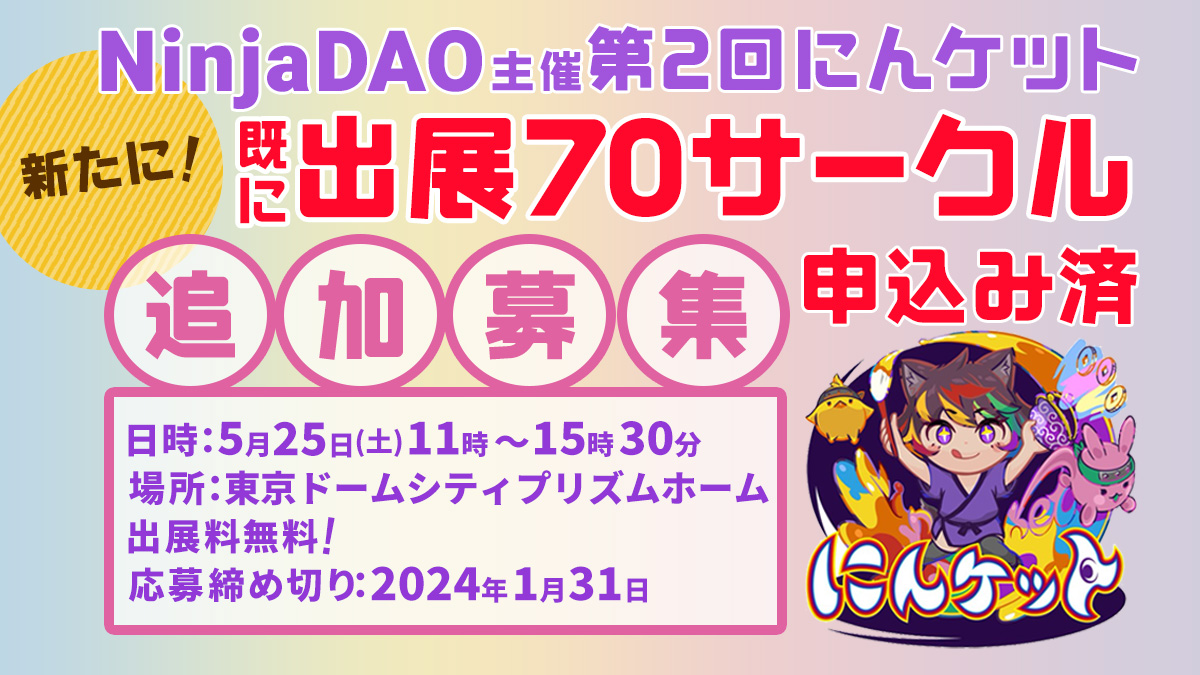 NinjaDAO主催第2回にんケット
新たに!
既に出展70サークル
申込み済
追加募集
日時:5月25日(土)11時～15時30分
場所:東京ドームシティプリズムホーム
出展料無料!
応募締め切り:2024年1月31日
にんケット